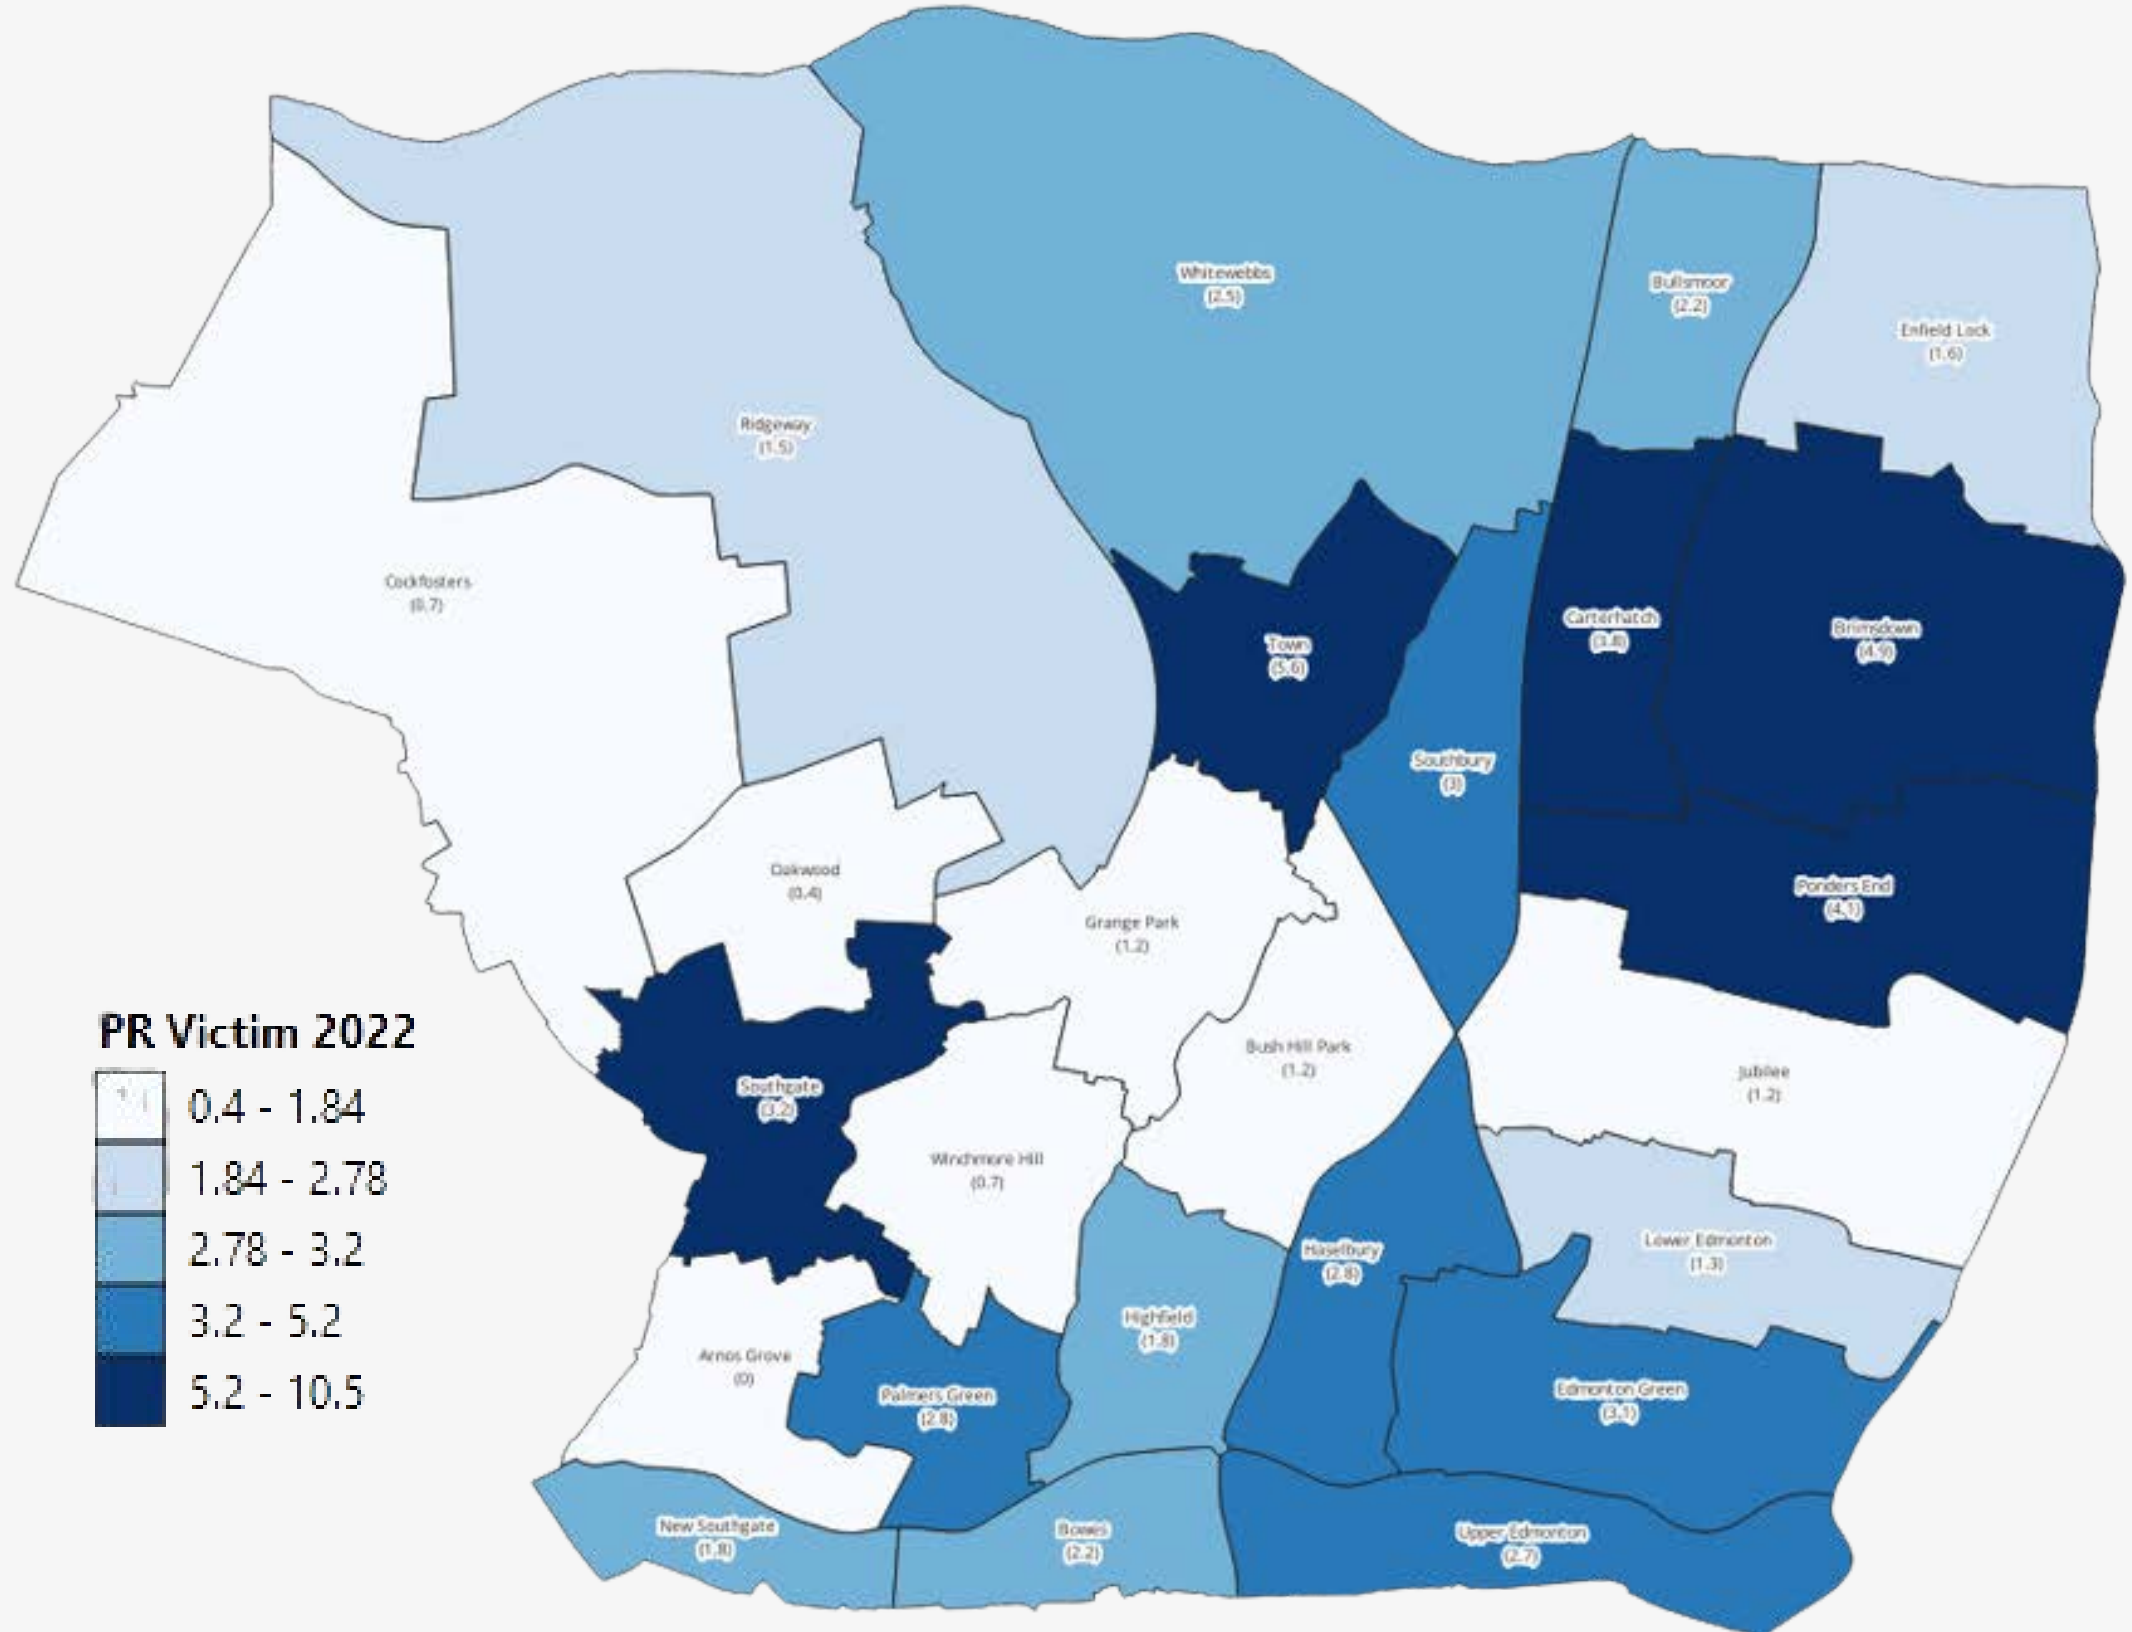 Whitewebbs
(2.5)
Bullsmoor
(2.2)
Enfield Lock
(1.6)
Ridgeway
(1.5)
Cockfosters
(0.7)
Town
(5.6)
Carterhatch
(3.8)
Brimsdown
(4.9)
Southbury
(3)
Oakwood
(0.4)
Ponders End
(4.1)
Grange Park
(1.2)
Bush Hill Park
(1.2)
Jubilee
(1.2)
Southgate
(3.2)
Winchmore Hill
(0.7)
Lower Edmonton
(1.3)
Haselbury
(2.8)
Highfield
(1.8)
Arnos Grove
(0)
Palmers Green
(2.8)
Edmonton Green
(3.1)
New Southgate
(1.8)
Bowes
(2.2)
Upper Edmonton
(2.7)
PR Victim 2022
0.4 - 1.84
1.84 - 2.78
2.78 - 3.2
3.2 - 5.2
5.2 - 10.5